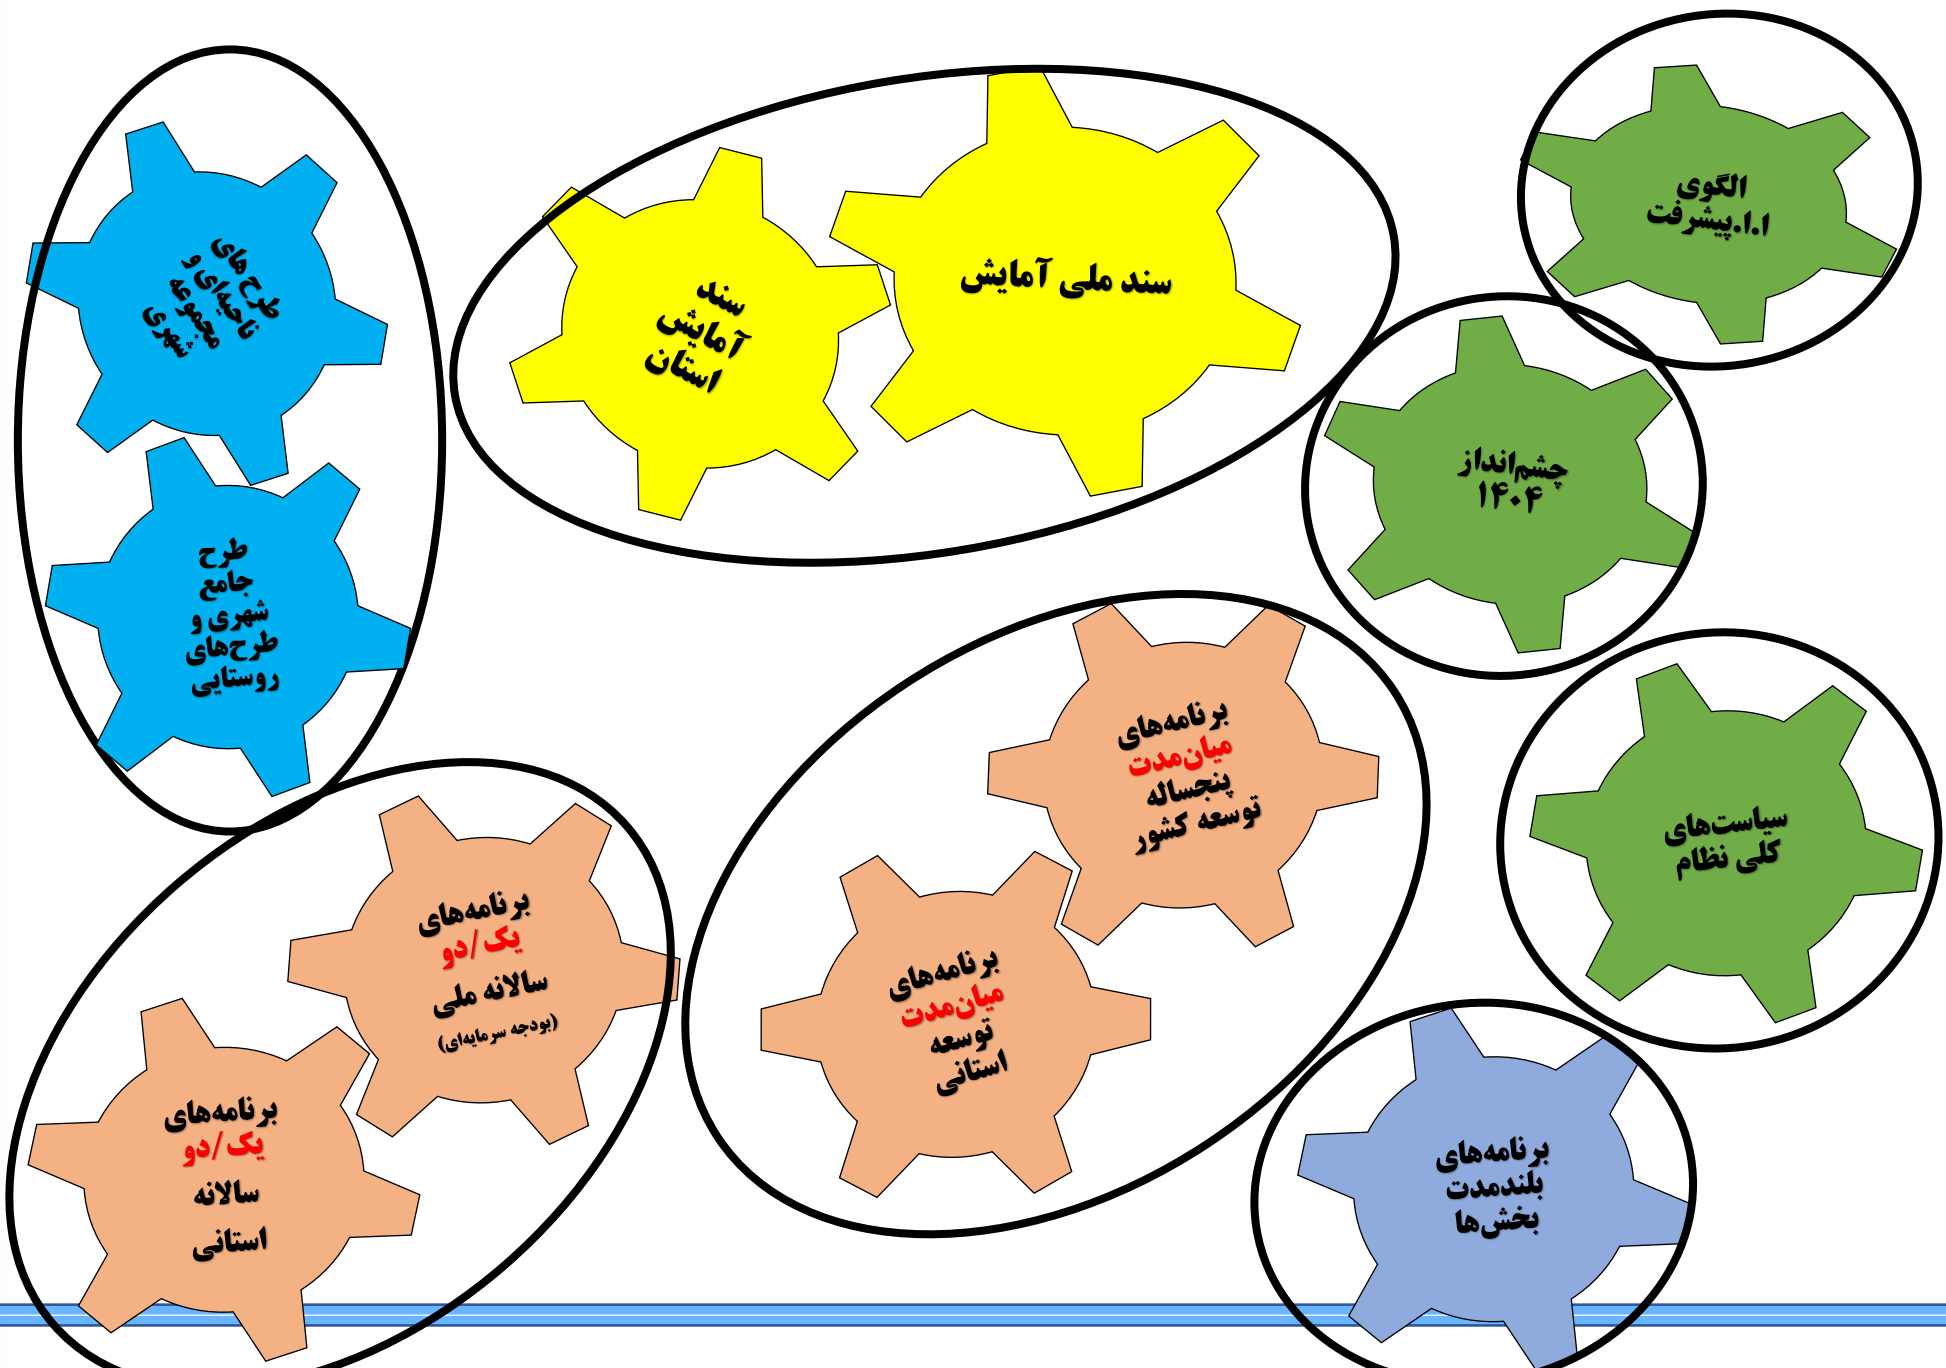 الگوی
ا.ا.پیشرفت
چشم‌انداز
۱۴۰۴
سیاست‌های
کلی نظام
برنامه‌های
بلندمدت
بخش‌ها
سند ملی آمایش
سند
آمایش
استان
برنامه‌های
میان‌مدت
پنجساله
توسعه کشور
برنامه‌های
میان‌مدت
توسعه
استانی
طرح های
ناحیه‌ای و
مجموعه
شهری
طرح
جامع
شهری و
طرح‌های
روستایی
برنامه‌های
یک/دو
سالانه ملی
(بودجه سرمایه‌ای)
برنامه‌های
یک/دو
سالانه
استانی